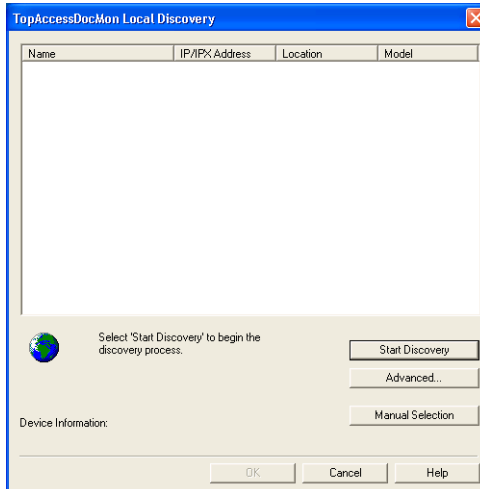 TopAccessDocMon Local Discovery
Name IP/IPX Address Location Model
Select 'Start Discovery' to begin the
discovery process.
Start Discovery
Advanced...
Manual Selection
Device Information:
OK Cancel Help